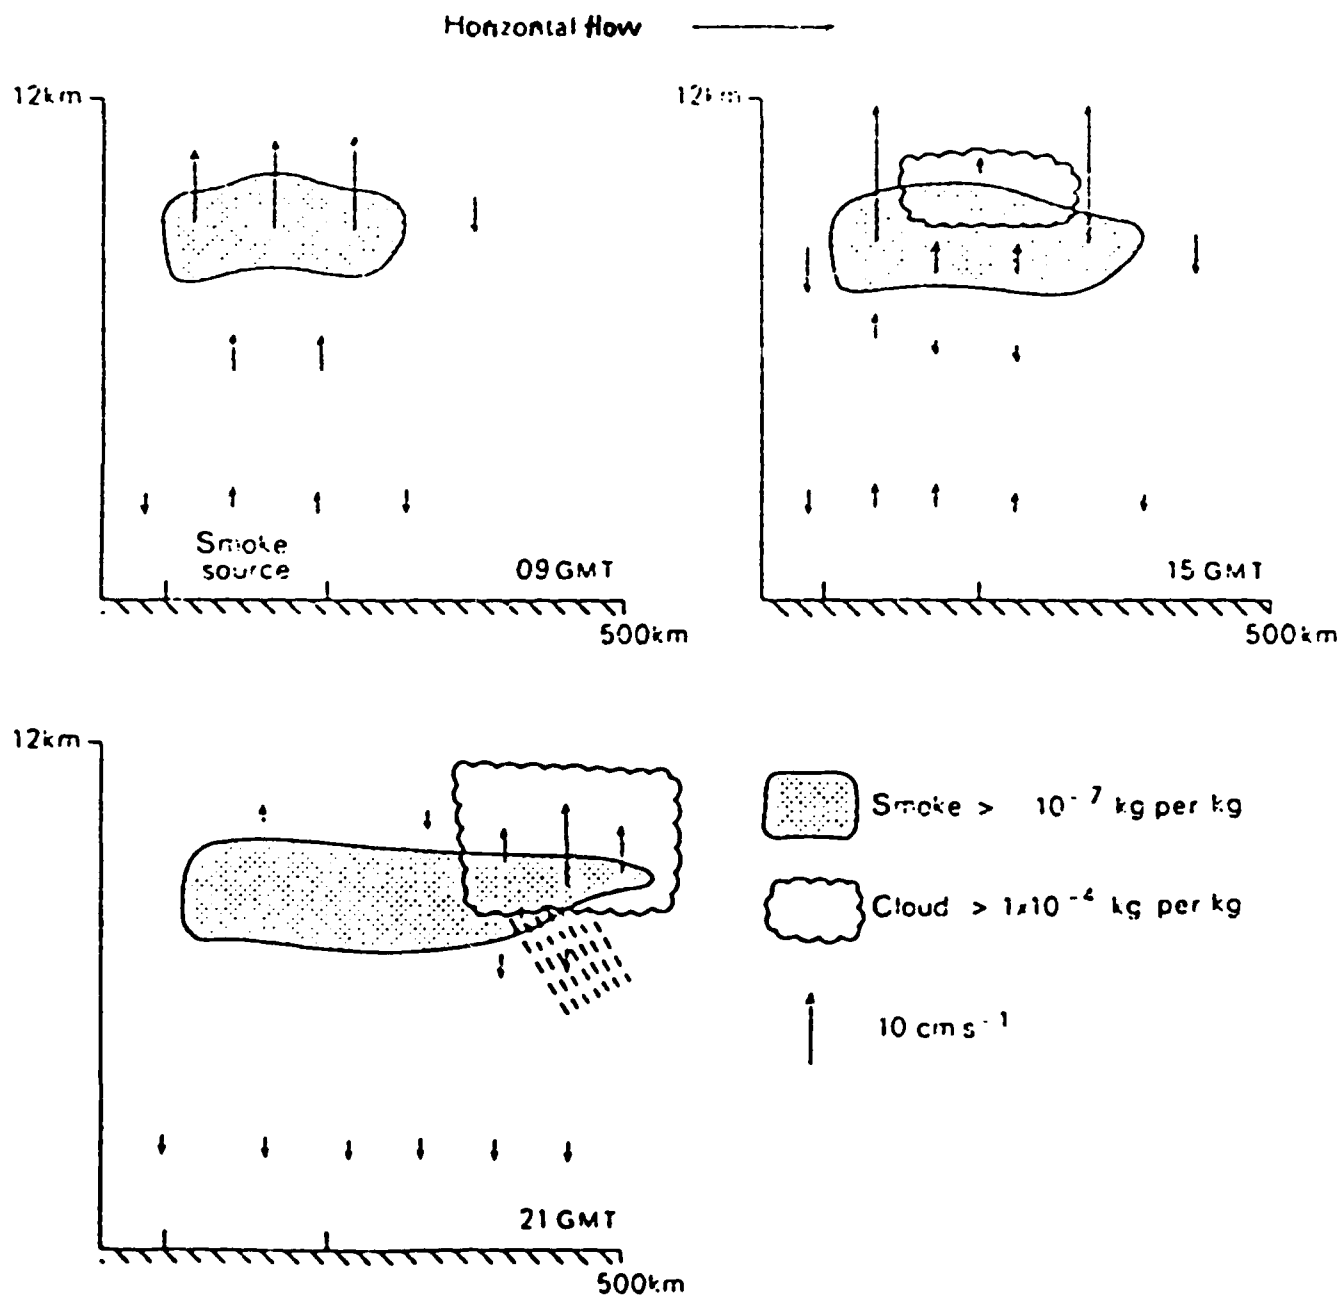 Horizontal flow
12km
12km
Smoke
source
09 GMT
500km
15 GMT
500km
12km
Smoke > 10⁻⁷ kg per kg
Cloud > 1x10⁻⁴ kg per kg
10 cm s⁻¹
21 GMT
500km